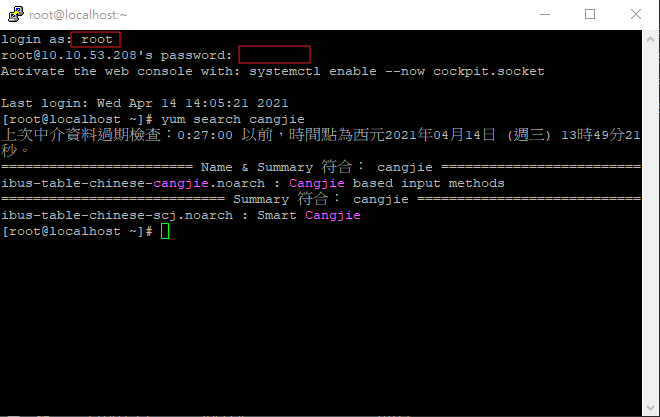 root@localhost:~
login as: root
root@10.10.53.208's password:
Activate the web console with: systemctl enable --now cockpit.socket
Last login: Wed Apr 14 14:05:21 2021
[root@localhost ~]# yum search cangjie
上次中介資料過期檢查：0:27:00 以前，時間點為西元2021年04月14日 (週三) 13時49分21
秒。
======================== Name & Summary 符合： cangjie =========================
ibus-table-chinese-cangjie.noarch : Cangjie based input methods
============================ Summary 符合： cangjie ============================
ibus-table-chinese-scj.noarch : Smart Cangjie
[root@localhost ~]#